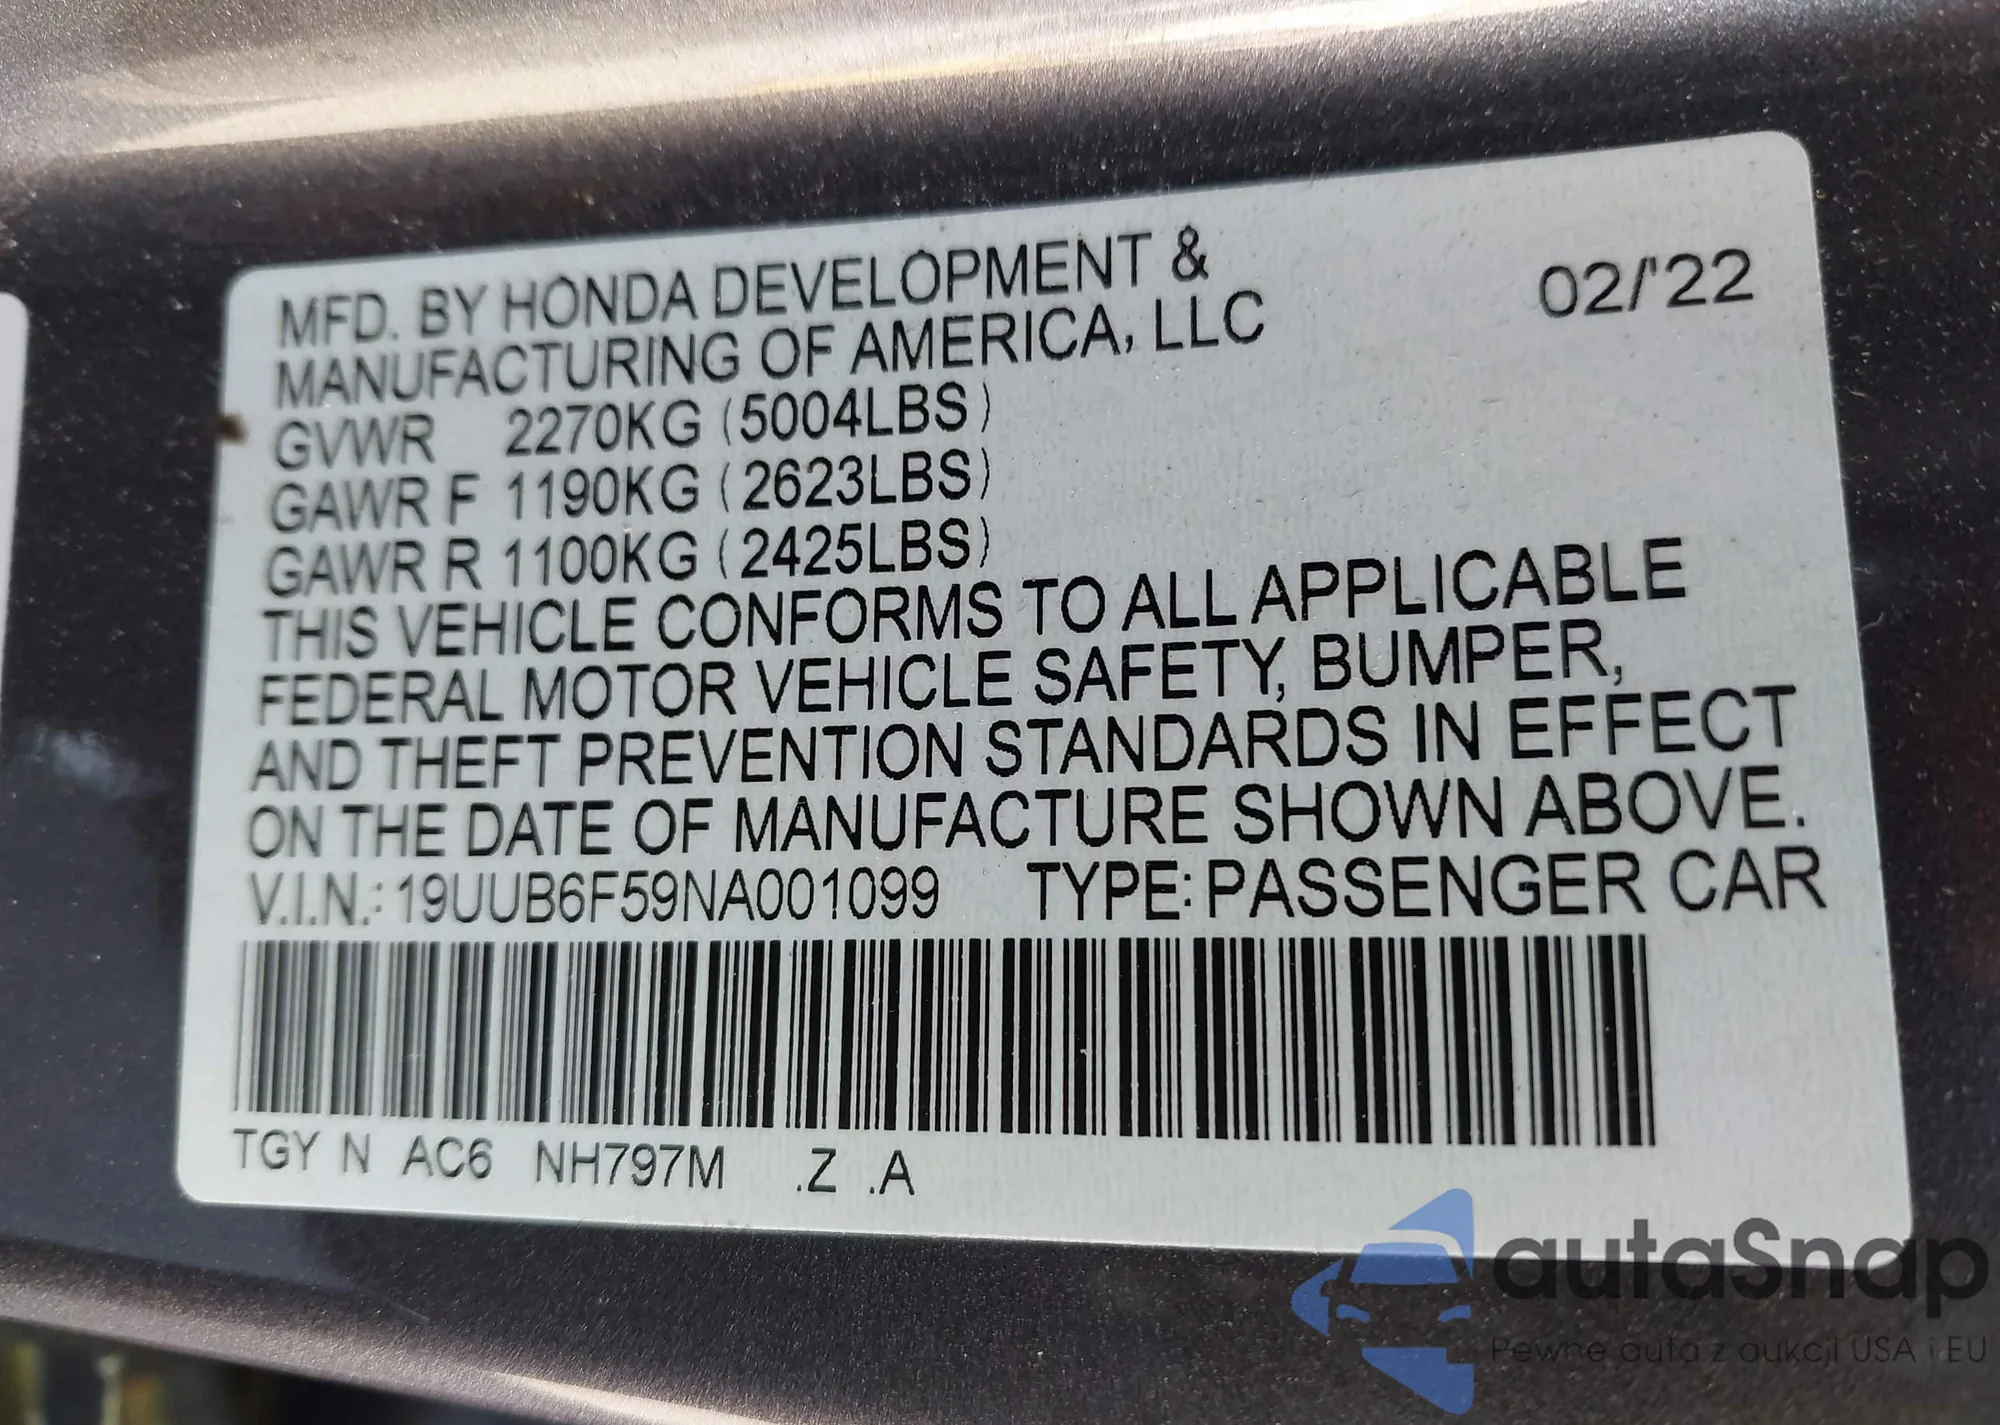 MFD. BY HONDA DEVELOPMENT &
MANUFACTURING OF AMERICA, LLC
02/'22
GVWR 2270KG (5004LBS)
GAWR F 1190KG (2623LBS)
GAWR R 1100KG (2425LBS)
THIS VEHICLE CONFORMS TO ALL APPLICABLE
FEDERAL MOTOR VEHICLE SAFETY, BUMPER,
AND THEFT PREVENTION STANDARDS IN EFFECT
ON THE DATE OF MANUFACTURE SHOWN ABOVE.
V.I.N.: 19UUB6F59NA001099 TYPE: PASSENGER CAR
TGY N AC6 NH797M .Z .A
autaSnap
Pewne auta z aukcji USA i EU